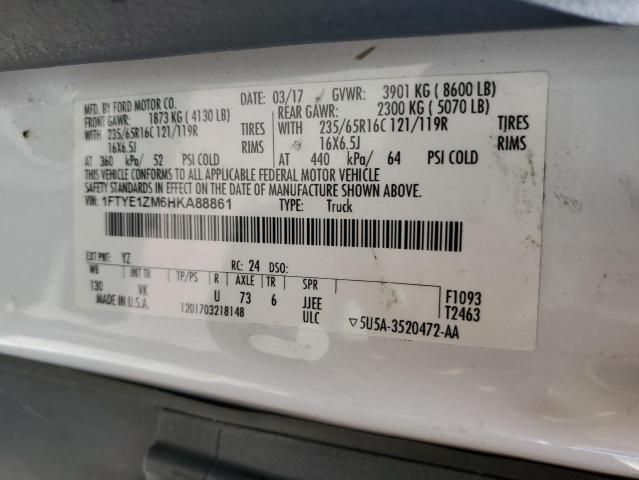 MFD. BY FORD MOTOR CO. DATE: 03/17 GVWR: 3901 KG ( 8600 LB)
FRONT GAWR: 1873 KG ( 4130 LB) REAR GAWR: 2300 KG ( 5070 LB)
WITH 235/65R16C 121/119R TIRES WITH 235/65R16C 121/119R TIRES
16X6.5J RIMS 16X6.5J RIMS
AT 360 kPa/ 52 PSI COLD AT 440 kPa/ 64 PSI COLD
THIS VEHICLE CONFORMS TO ALL APPLICABLE FEDERAL MOTOR VEHICLE
SAFETY STANDARDS IN EFFECT ON THE DATE OF MANUFACTURE SHOWN ABOVE.
VIN: 1FTYE1ZM6HKA88861 TYPE: Truck
EXT PNT: YZ RC: 24 DSO:
WB INT TR TP/PS R AXLE TR SPR
130 VK U 73 6 JJEE F1093
MADE IN U.S.A. 1201703218148 ULC T2463
▽5U5A-3520472-AA